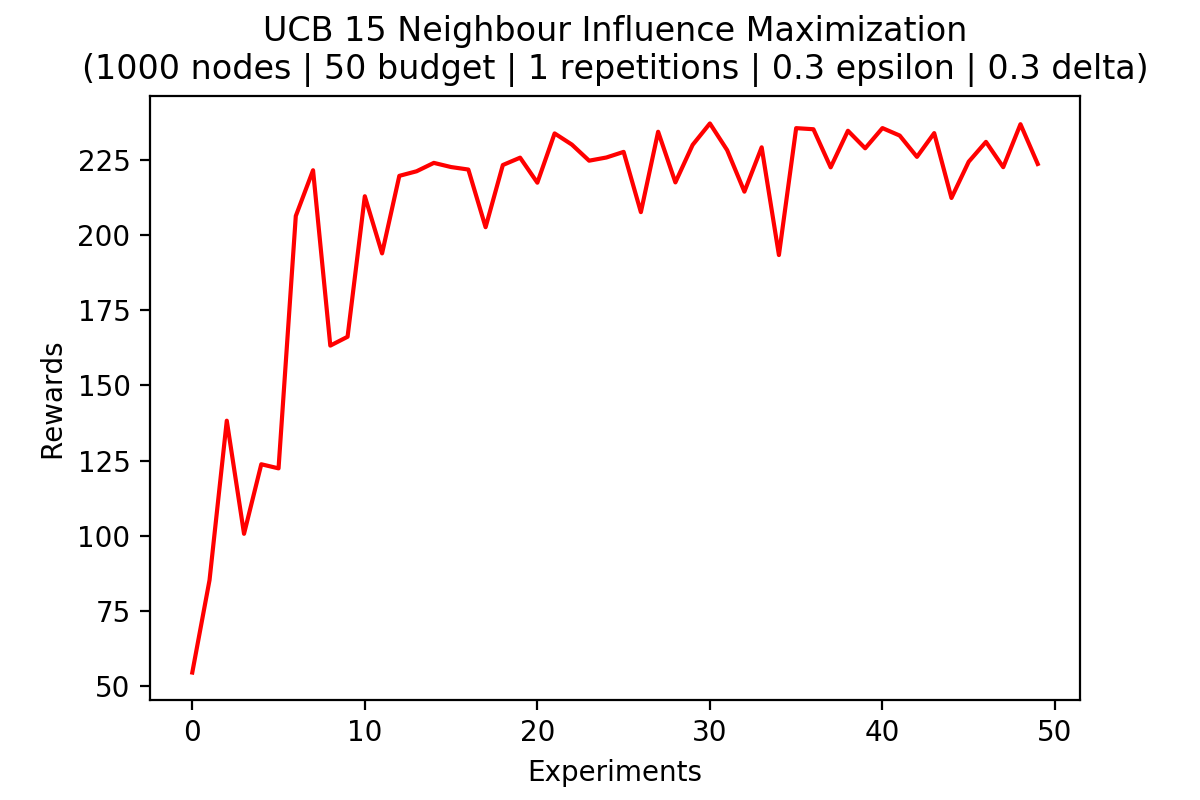 UCB 15 Neighbour Influence Maximization
(1000 nodes | 50 budget | 1 repetitions | 0.3 epsilon | 0.3 delta)
225
200
175
150
125
100
75
50
Rewards
0 10 20 30 40 50
Experiments